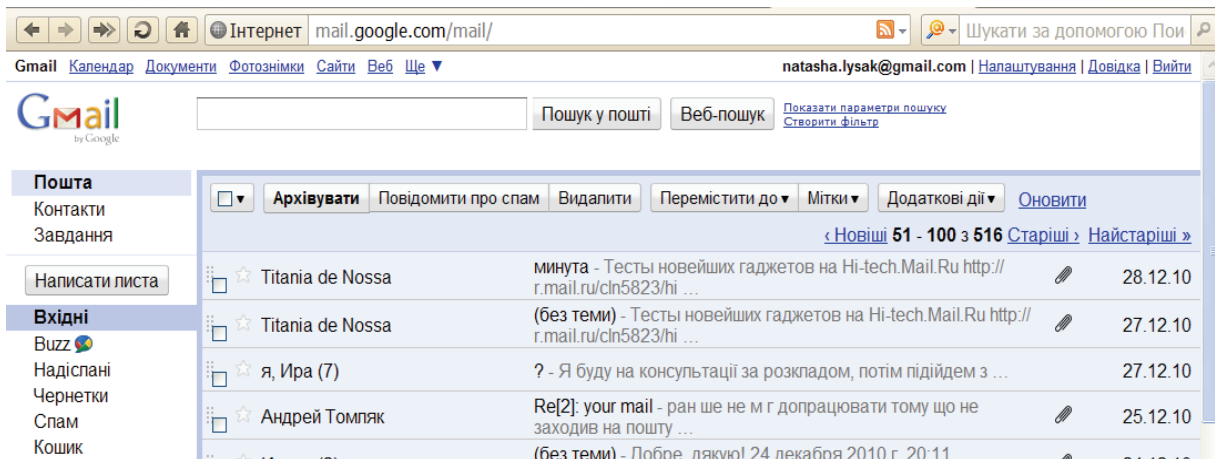 Інтернет mail.google.com/mail/ Шукати за допомогою Пои
Gmail Календар Документи Фотознімки Сайти Веб Ще ▼ natasha.lysak@gmail.com | Налаштування | Довідка | Вийти
Gmail by Google
Пошук у пошті Веб-пошук Показати параметри пошуку
Створити фільтр
Пошта
Контакти
Завдання
Написати листа
Вхідні
Buzz
Надіслані
Чернетки
Спам
Кошик
Архівувати Повідомити про спам Видалити Перемістити до ▾ Мітки ▾ Додаткові дії ▾ Оновити
‹ Новіші 51 - 100 з 516 Старіші › Найстаріші »
Titania de Nossa минута - Тесты новейших гаджетов на Hi-tech.Mail.Ru http:// 28.12.10
r.mail.ru/cln5823/hi ...
Titania de Nossa (без теми) - Тесты новейших гаджетов на Hi-tech.Mail.Ru http:// 27.12.10
r.mail.ru/cln5823/hi ...
я, Ира (7) ? - Я буду на консультації за розкладом, потім підійдем з ... 27.12.10
Андрей Томпяк Re[2]: your mail - ран ше не м г допрацювати тому що не 25.12.10
заходив на пошту ...
(без теми) - Добре, дякую! 24 декабря 2010 г. 20:11